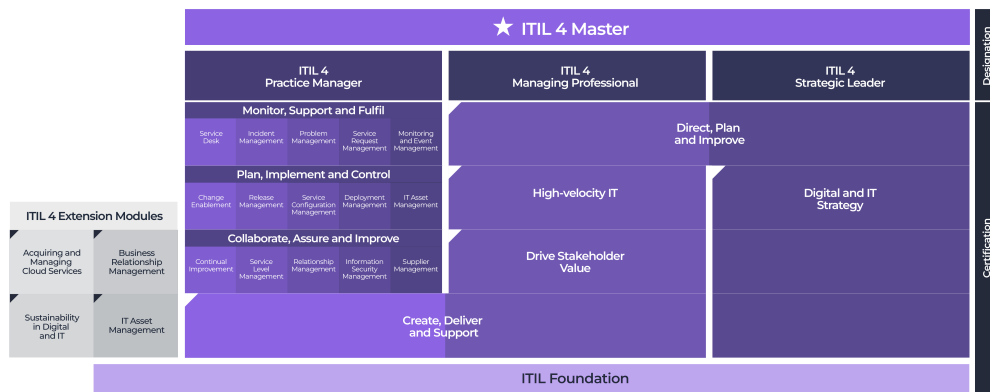 ITIL 4 Master
Designation
ITIL 4
Practice Manager
ITIL 4
Managing Professional
ITIL 4
Strategic Leader
Monitor, Support and Fulfil
Service
Desk
Incident
Management
Problem
Management
Service
Request
Management
Monitoring
and Event
Management
Direct, Plan
and Improve
Plan, Implement and Control
Change
Enablement
Release
Management
Service
Configuration
Management
Deployment
Management
IT Asset
Management
High-velocity IT
Digital and IT
Strategy
Certification
ITIL 4 Extension Modules
Acquiring and
Managing
Cloud Services
Business
Relationship
Management
Collaborate, Assure and Improve
Continual
Improvement
Service
Level
Management
Relationship
Management
Information
Security
Management
Supplier
Management
Drive Stakeholder
Value
Sustainability
in Digital
and IT
IT Asset
Management
Create, Deliver
and Support
ITIL Foundation